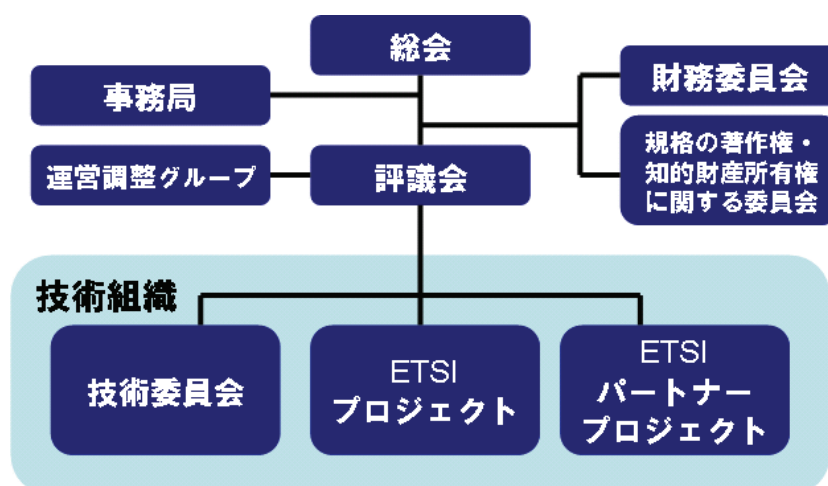 総会
事務局
財務委員会
運営調整グループ
評議会
規格の著作権・
知的財産所有権
に関する委員会
技術組織
技術委員会
ETSI
プロジェクト
ETSI
パートナー
プロジェクト